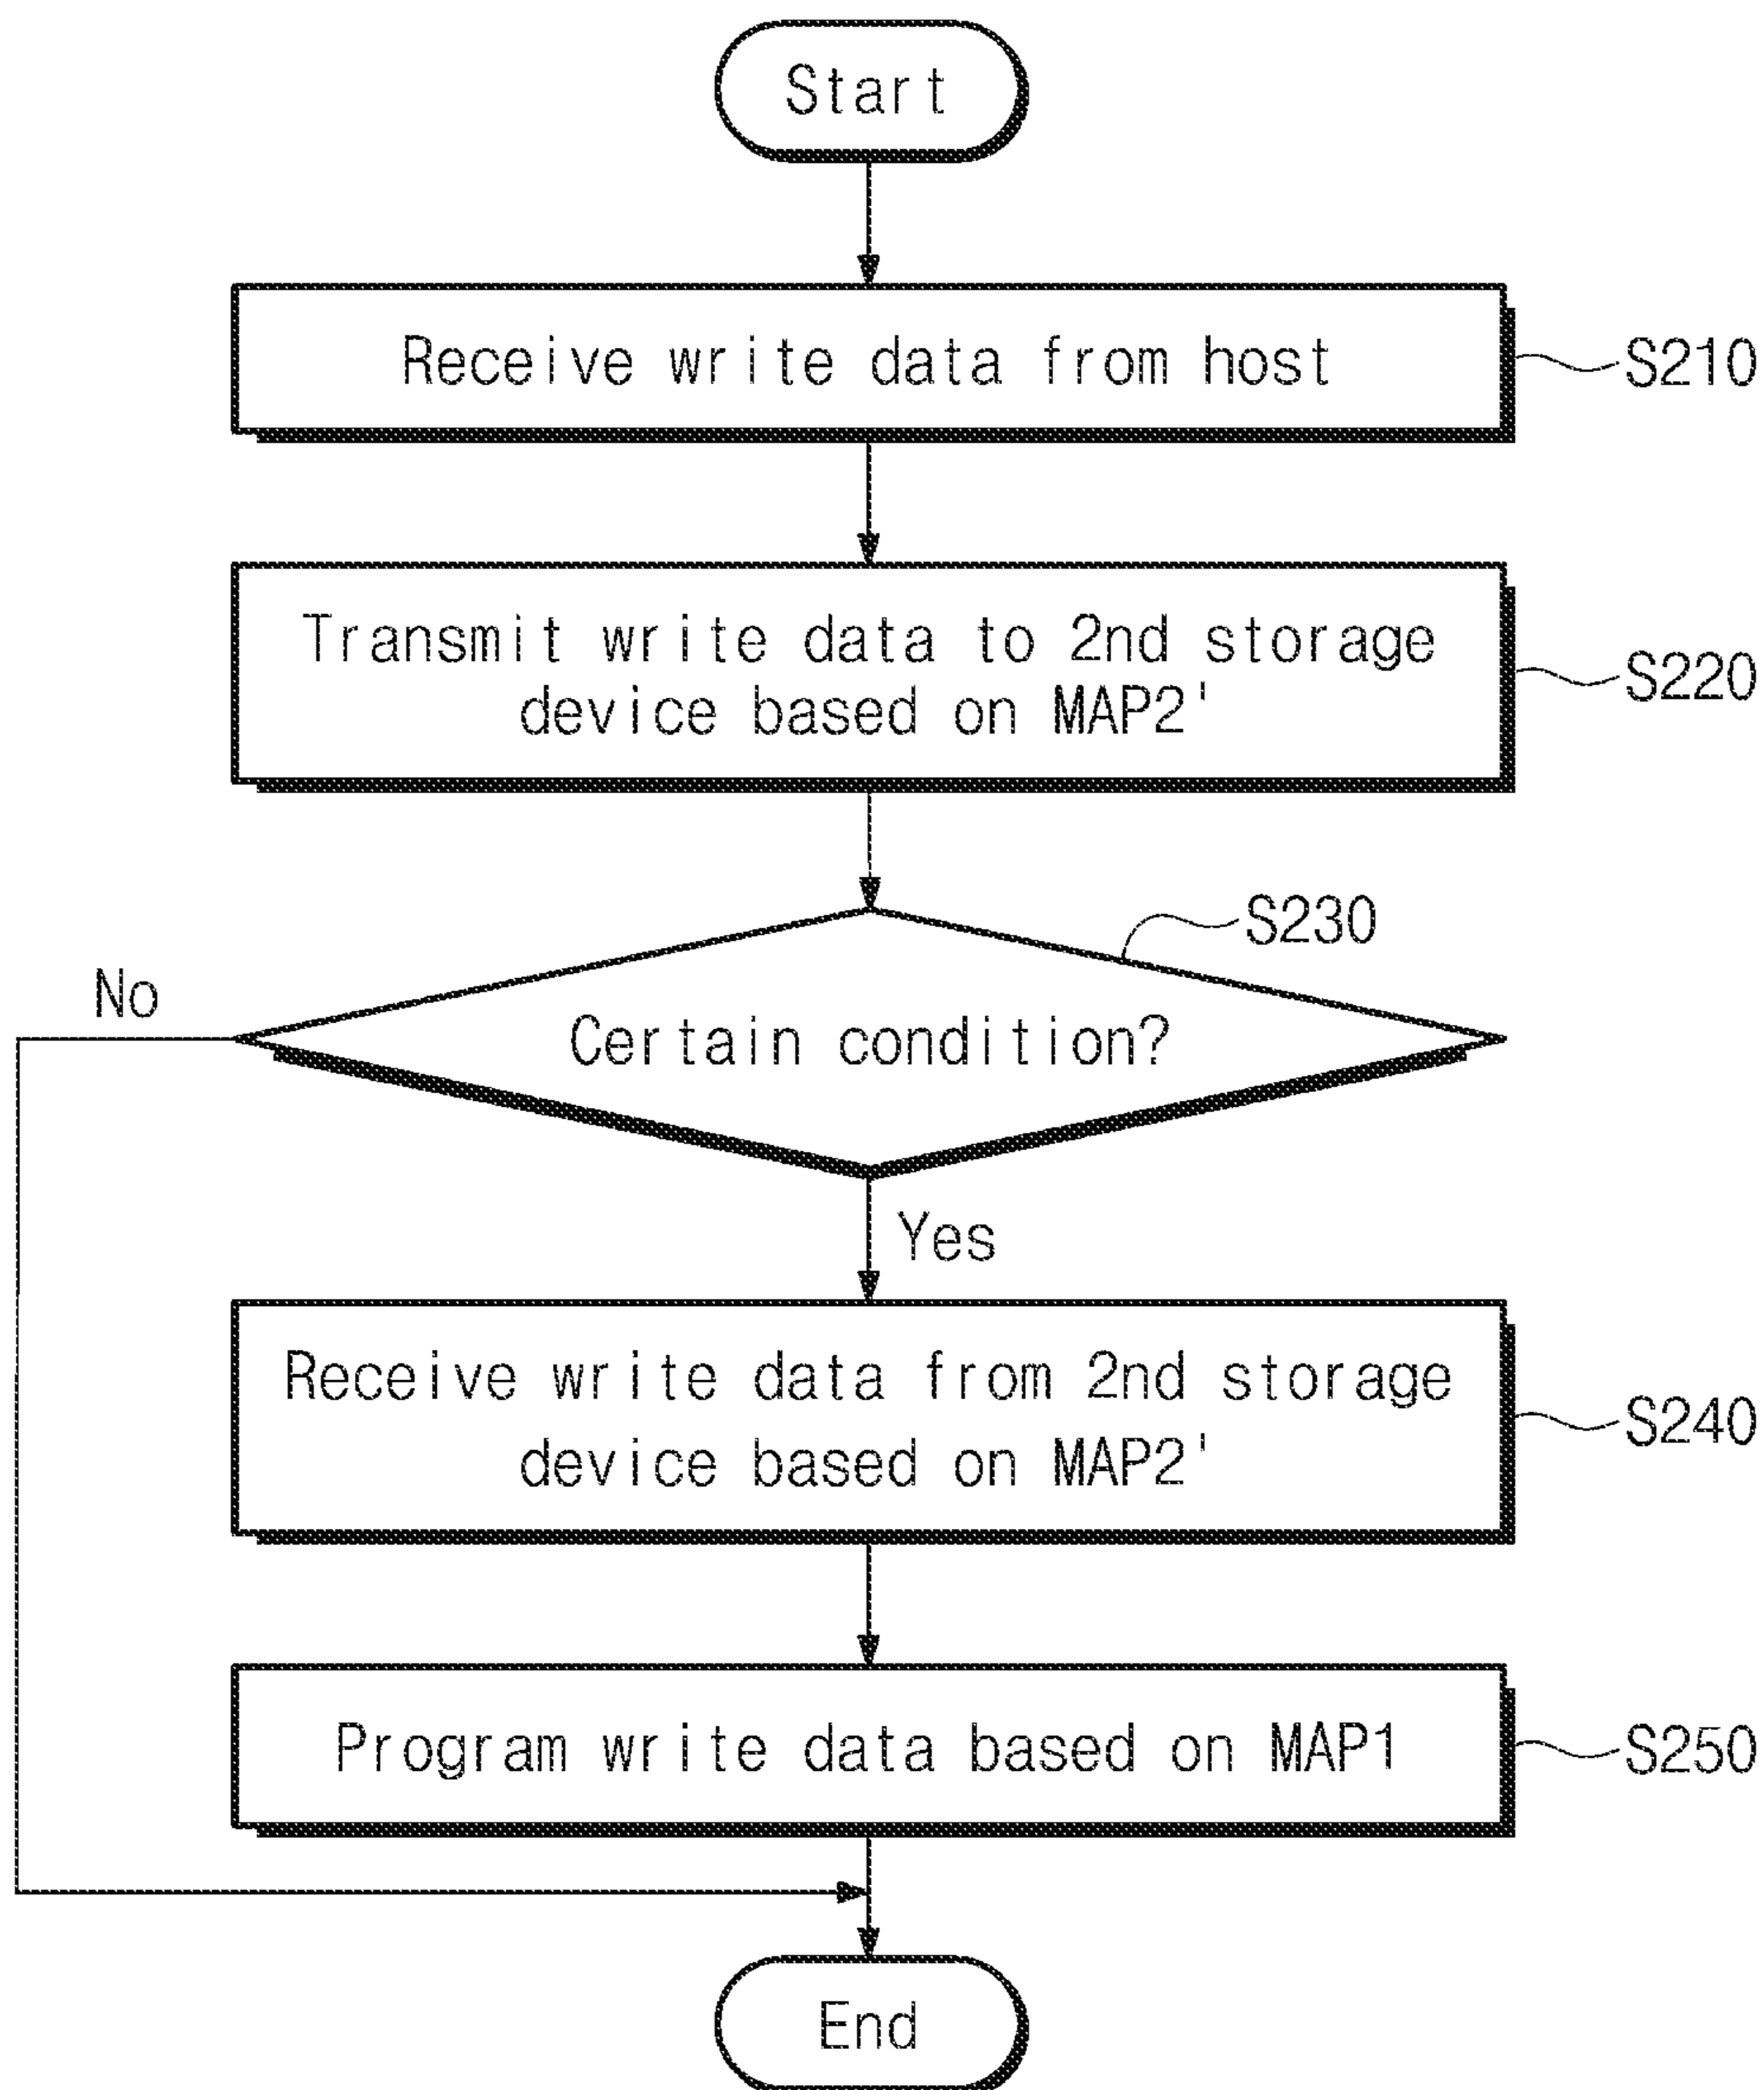 Start
Receive write data from host
S210
Transmit write data to 2nd storage
device based on MAP2'
S220
S230
No
Certain condition?
Yes
Receive write data from 2nd storage
device based on MAP2'
S240
Program write data based on MAP1
S250
End